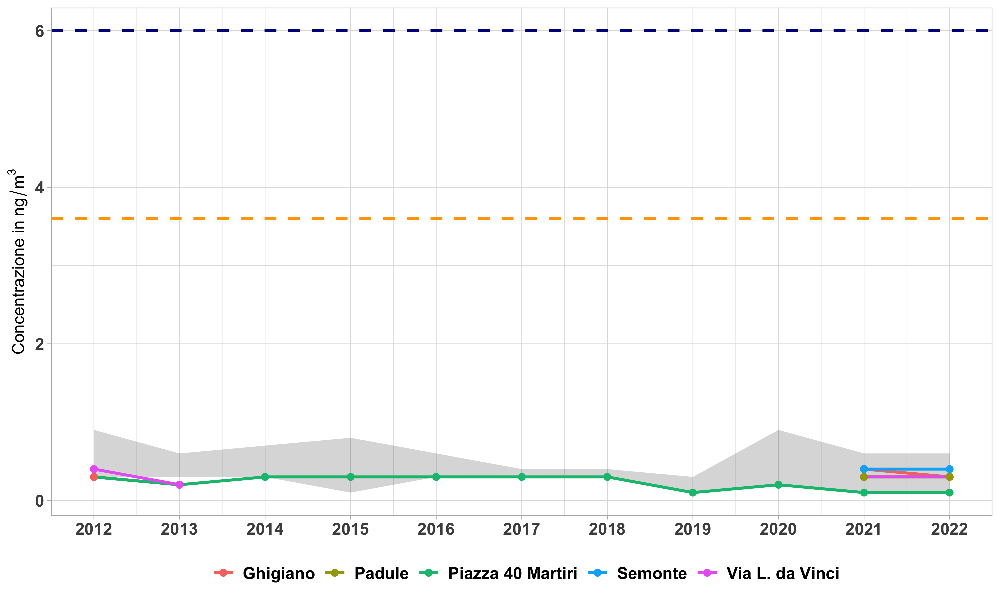 Concentrazione in ng/m³
6
4
2
0
2012 2013 2014 2015 2016 2017 2018 2019 2020 2021 2022
Ghigiano Padule Piazza 40 Martiri Semonte Via L. da Vinci